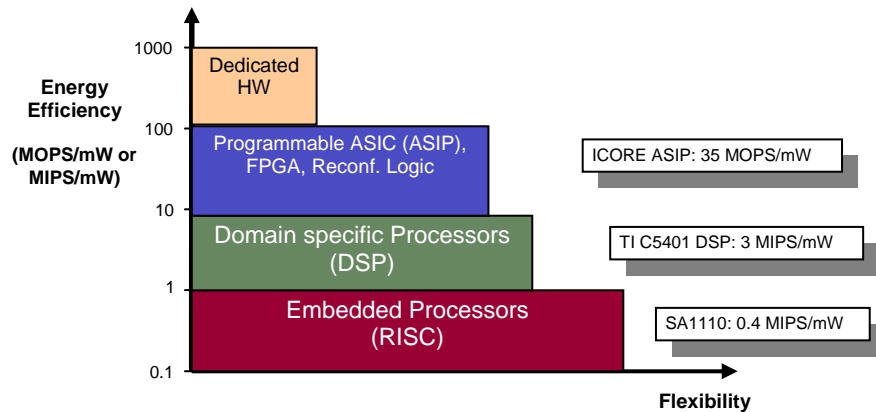 1000
Dedicated
HW
Energy
Efficiency
(MOPS/mW or
MIPS/mW)
100
Programmable ASIC (ASIP),
FPGA, Reconf. Logic
ICORE ASIP: 35 MOPS/mW
10
Domain specific Processors
(DSP)
TI C5401 DSP: 3 MIPS/mW
1
Embedded Processors
(RISC)
SA1110: 0.4 MIPS/mW
0.1
Flexibility